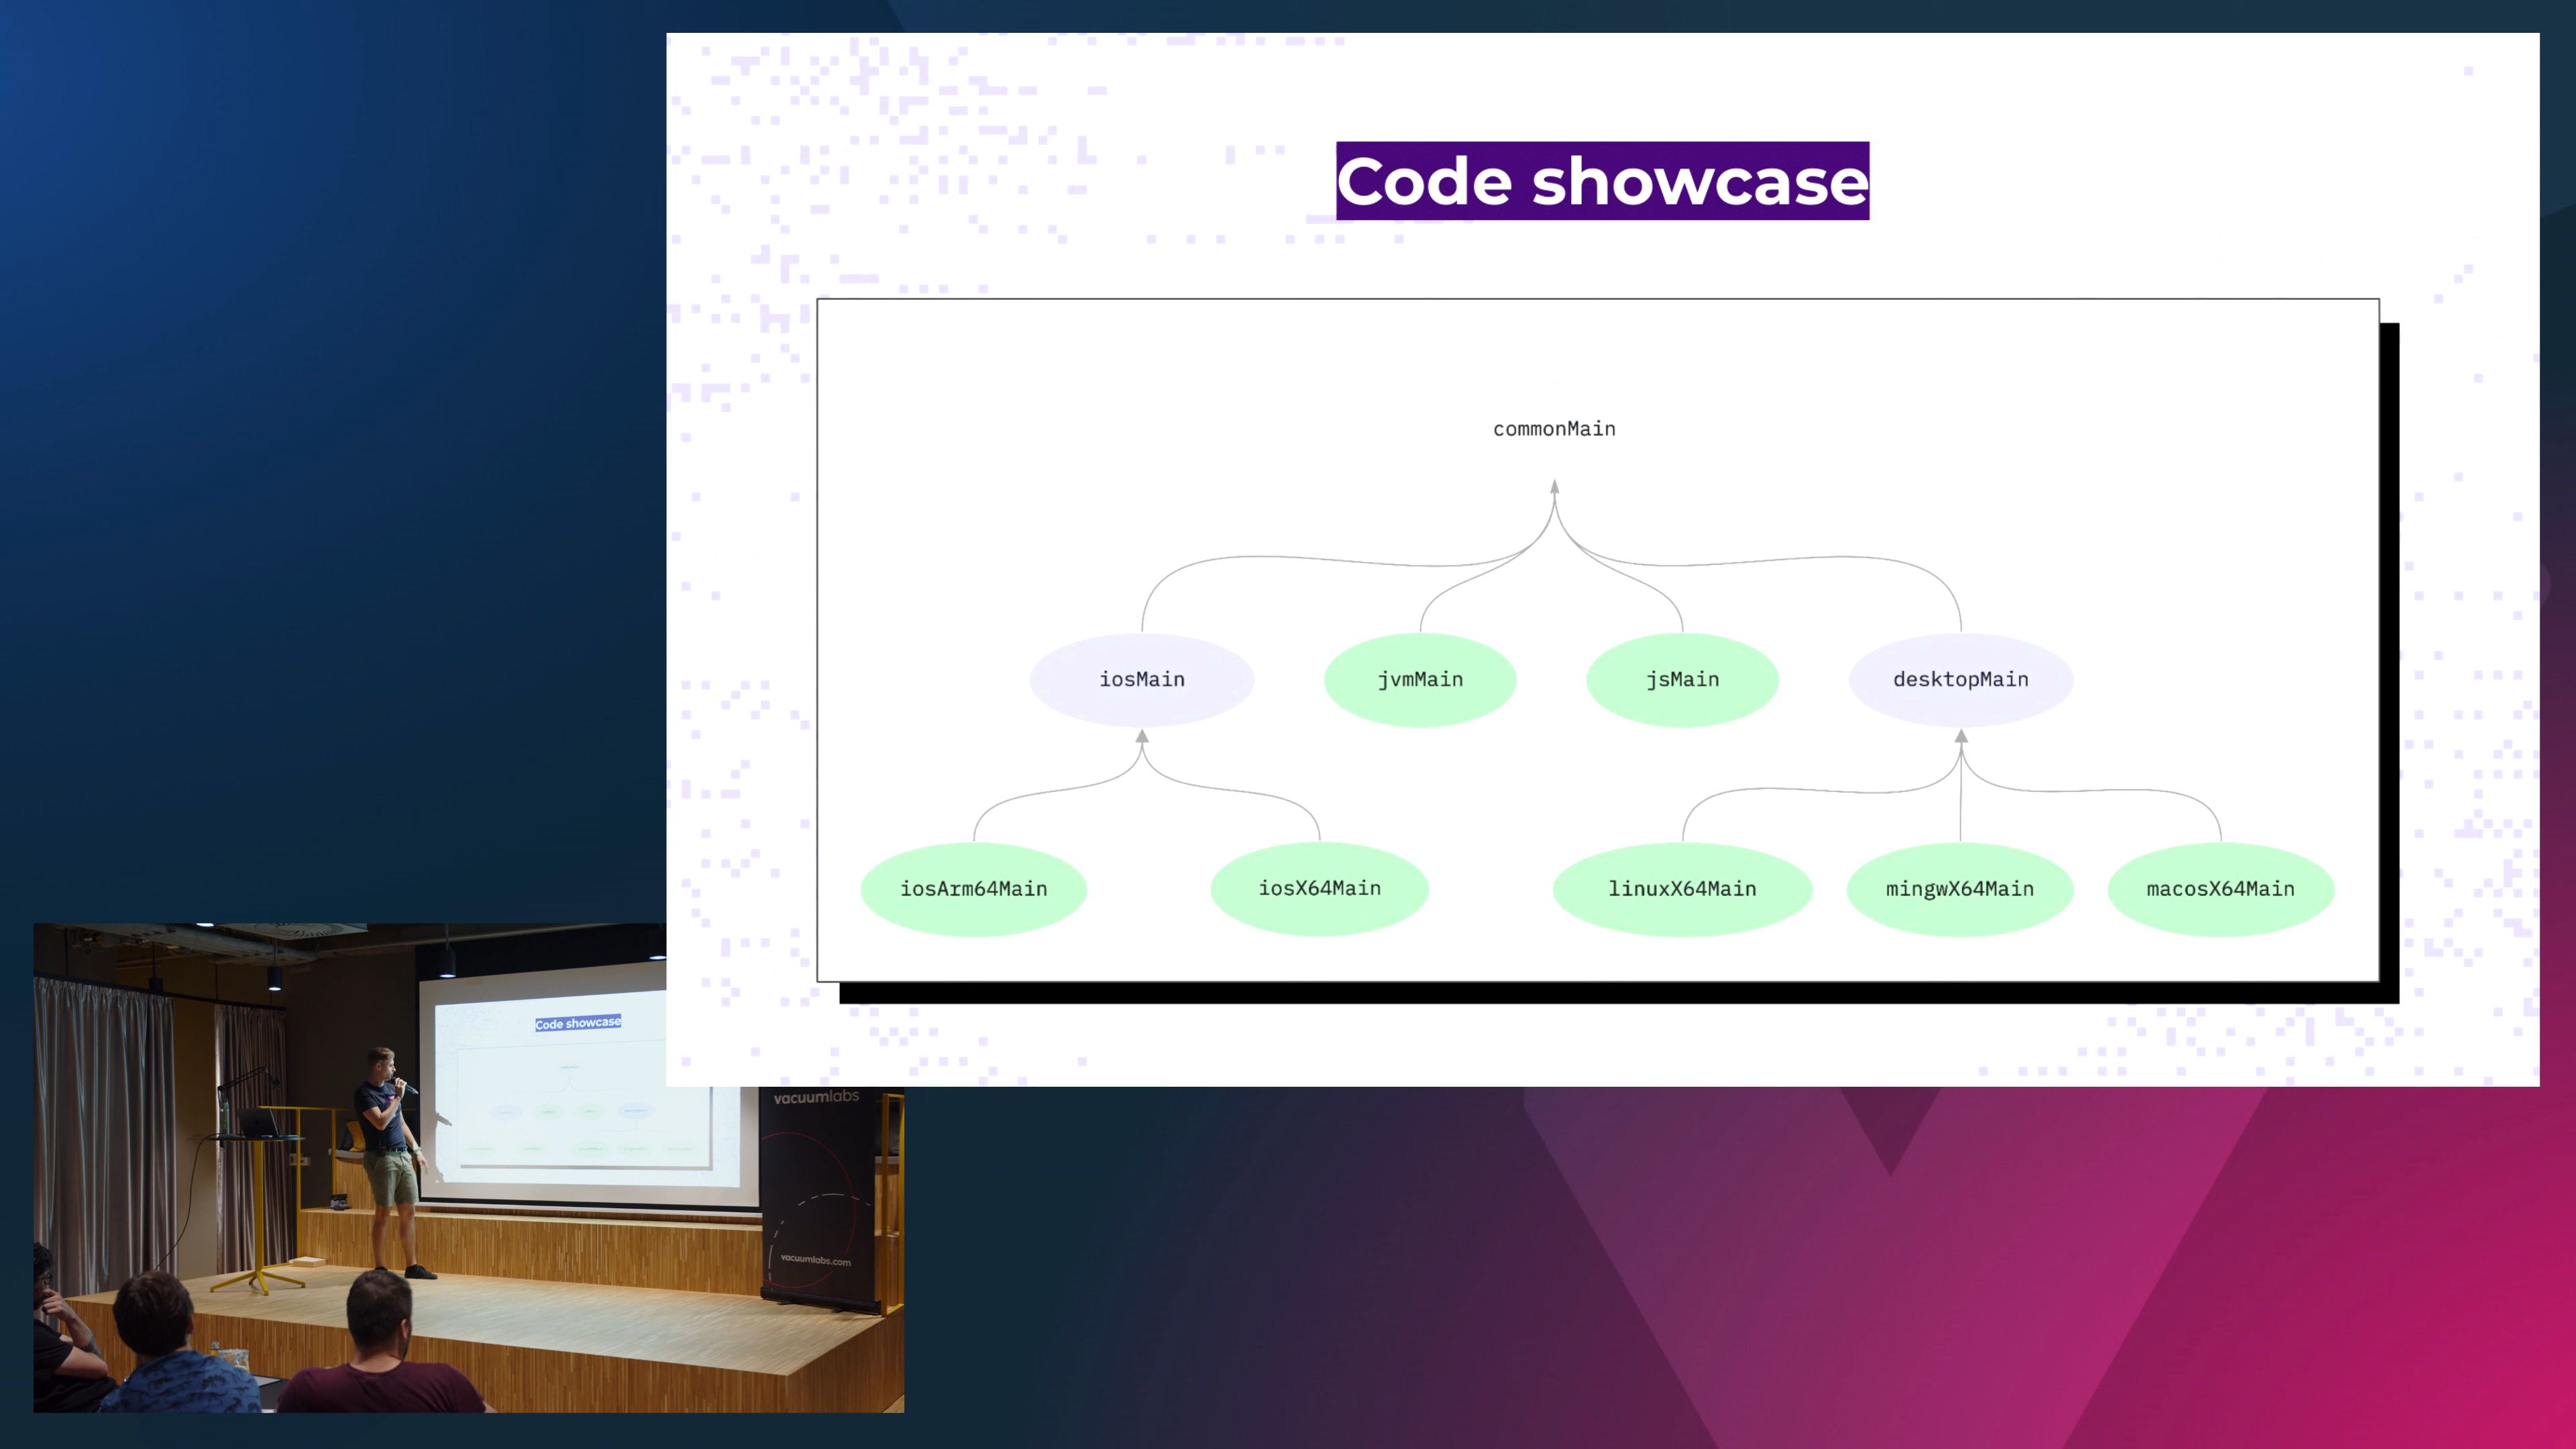 Code showcase
commonMain
iosMain
jvmMain
jsMain
desktopMain
iosArm64Main
iosX64Main
linuxX64Main
mingwX64Main
macosX64Main
Code showcase
vacuumlabs
vacuumlabs.com